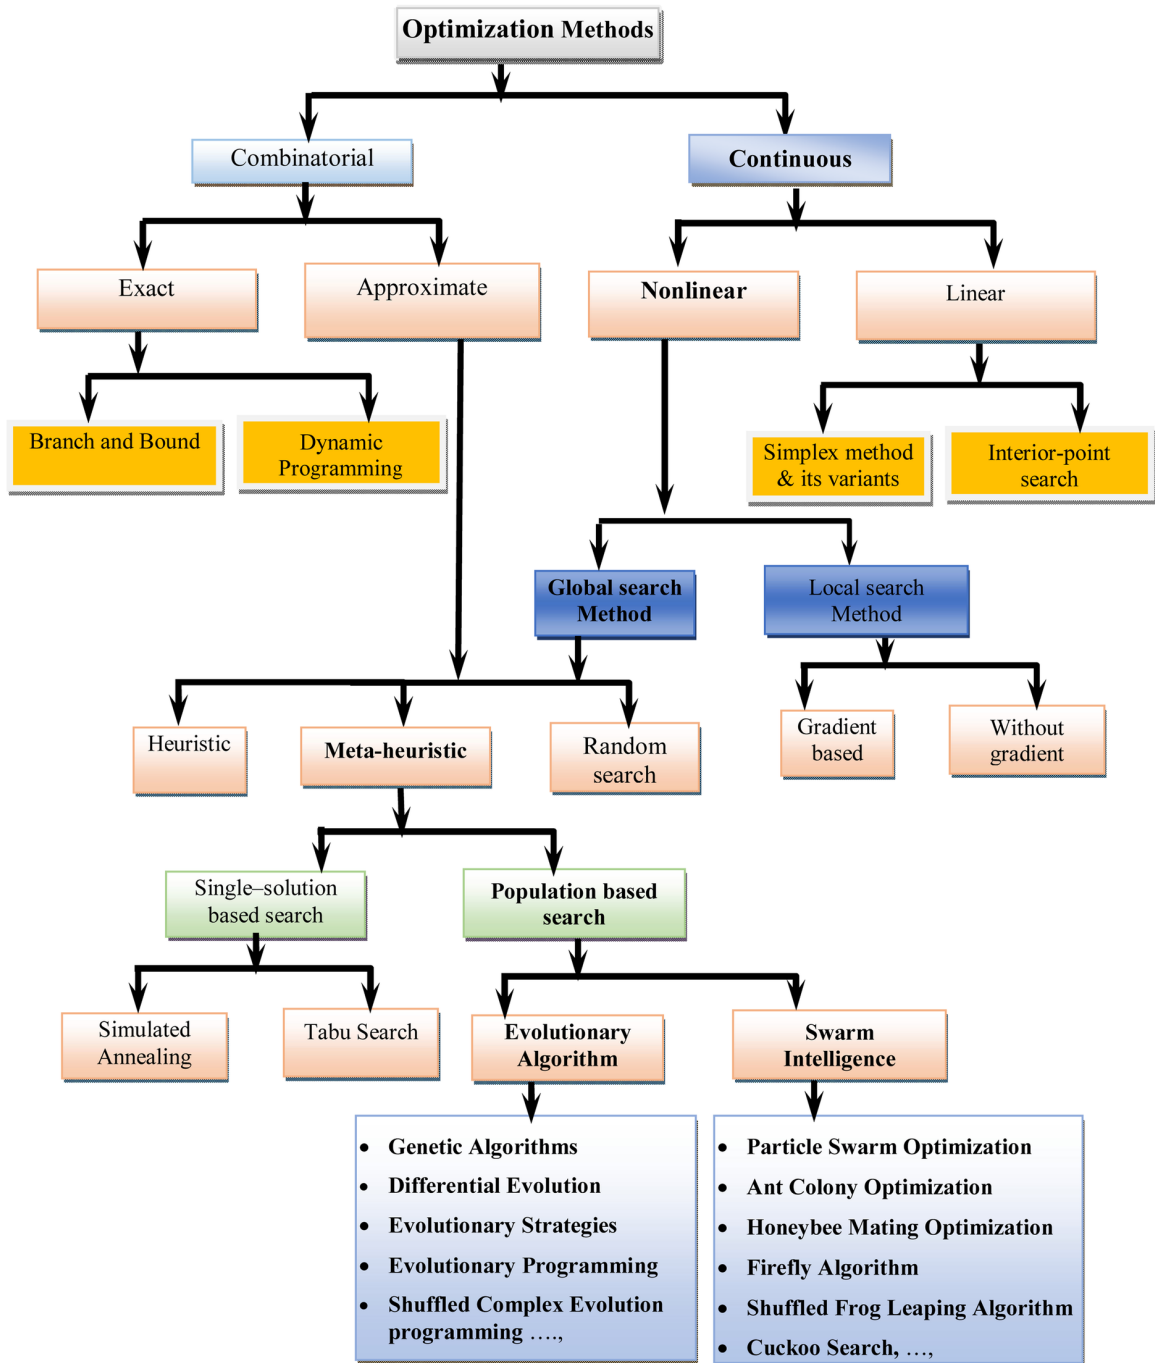 Optimization Methods
Combinatorial
Continuous
Exact
Approximate
Nonlinear
Linear
Branch and Bound
Dynamic
Programming
Simplex method
& its variants
Interior-point
search
Global search
Method
Local search
Method
Heuristic
Meta-heuristic
Random
search
Gradient
based
Without
gradient
Single–solution
based search
Population based
search
Simulated
Annealing
Tabu Search
Evolutionary
Algorithm
Swarm
Intelligence
• Genetic Algorithms
• Differential Evolution
• Evolutionary Strategies
• Evolutionary Programming
• Shuffled Complex Evolution
programming ….,
• Particle Swarm Optimization
• Ant Colony Optimization
• Honeybee Mating Optimization
• Firefly Algorithm
• Shuffled Frog Leaping Algorithm
• Cuckoo Search, …,